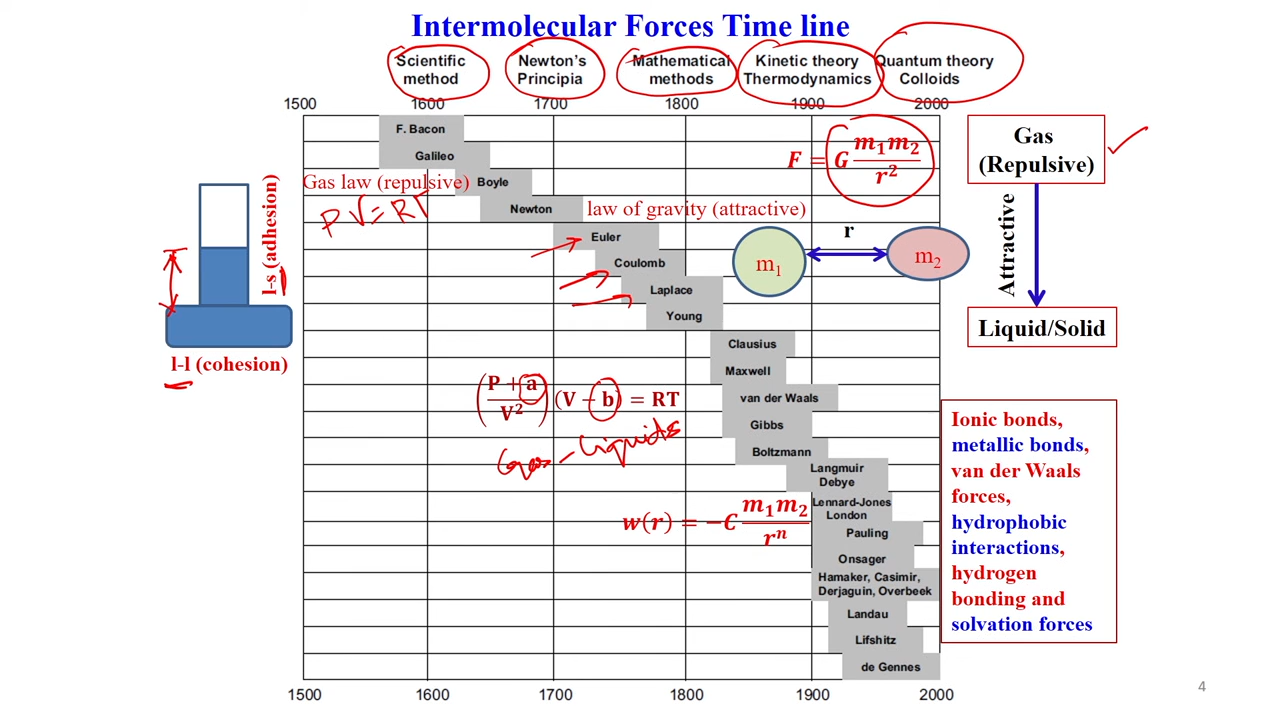 Intermolecular Forces Time line
Scientific method
Newton's Principia
Mathematical methods
Kinetic theory Thermodynamics
Quantum theory Colloids
1500 1600 1700 1800 1900 2000
F. Bacon
Galileo
Gas law (repulsive) Boyle
PV=RT
Newton law of gravity (attractive)
Euler
Coulomb
Laplace
Young
Clausius
Maxwell
van der Waals
Gibbs
Boltzmann
Langmuir
Debye
Lennard-Jones
London
Pauling
Onsager
Hamaker, Casimir,
Derjaguin, Overbeek
Landau
Lifshitz
de Gennes
1500 1600 1700 1800 1900 2000
F = G m₁m₂ / r²
r
m₁ m₂
(P + a / V²) (V − b) = RT
Gas - Liquids
w(r) = −C m₁m₂ / rⁿ
l-s (adhesion)
l-l (cohesion)
Gas
(Repulsive)
Attractive
Liquid/Solid
Ionic bonds,
metallic bonds,
van der Waals
forces,
hydrophobic
interactions,
hydrogen
bonding and
solvation forces
4